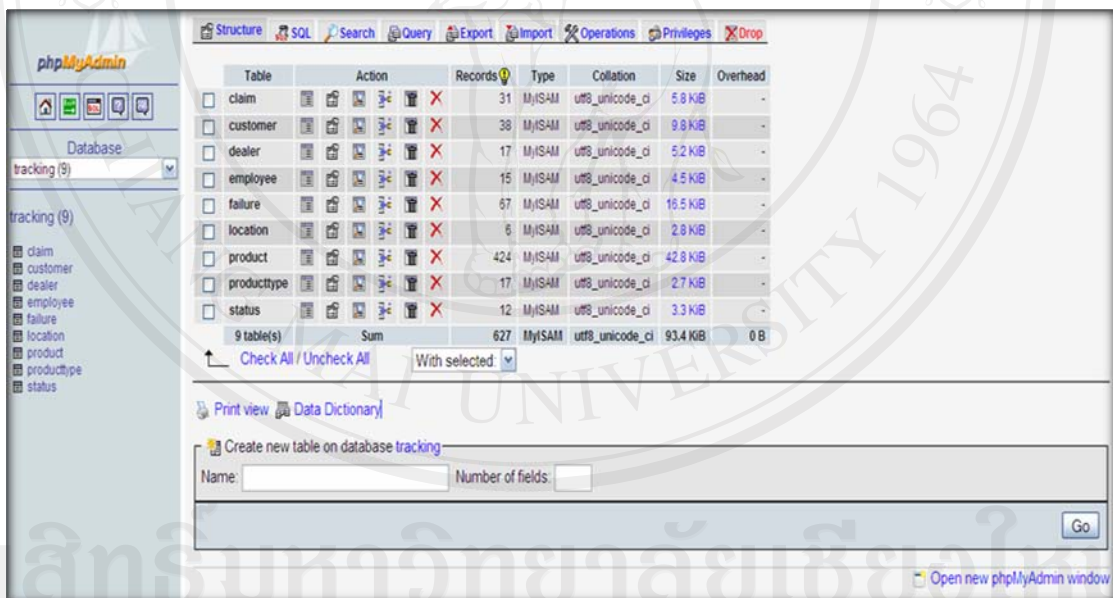 phpMyAdmin
Database
tracking (9)
tracking (9)
claim
customer
dealer
employee
failure
location
product
producttype
status
Structure SQL Search Query Export Import Operations Privileges Drop
Table Action Records Type Collation Size Overhead
claim 31 MyISAM utf8_unicode_ci 5.8 KiB -
customer 38 MyISAM utf8_unicode_ci 9.8 KiB -
dealer 17 MyISAM utf8_unicode_ci 5.2 KiB -
employee 15 MyISAM utf8_unicode_ci 4.5 KiB -
failure 67 MyISAM utf8_unicode_ci 16.5 KiB -
location 6 MyISAM utf8_unicode_ci 2.8 KiB -
product 424 MyISAM utf8_unicode_ci 42.8 KiB -
producttype 17 MyISAM utf8_unicode_ci 2.7 KiB -
status 12 MyISAM utf8_unicode_ci 3.3 KiB -
9 table(s) Sum 627 MyISAM utf8_unicode_ci 93.4 KiB 0 B
Check All / Uncheck All With selected:
Print view Data Dictionary
Create new table on database tracking
Name: Number of fields:
Go
Open new phpMyAdmin window
MAI UNIVERSITY 1964